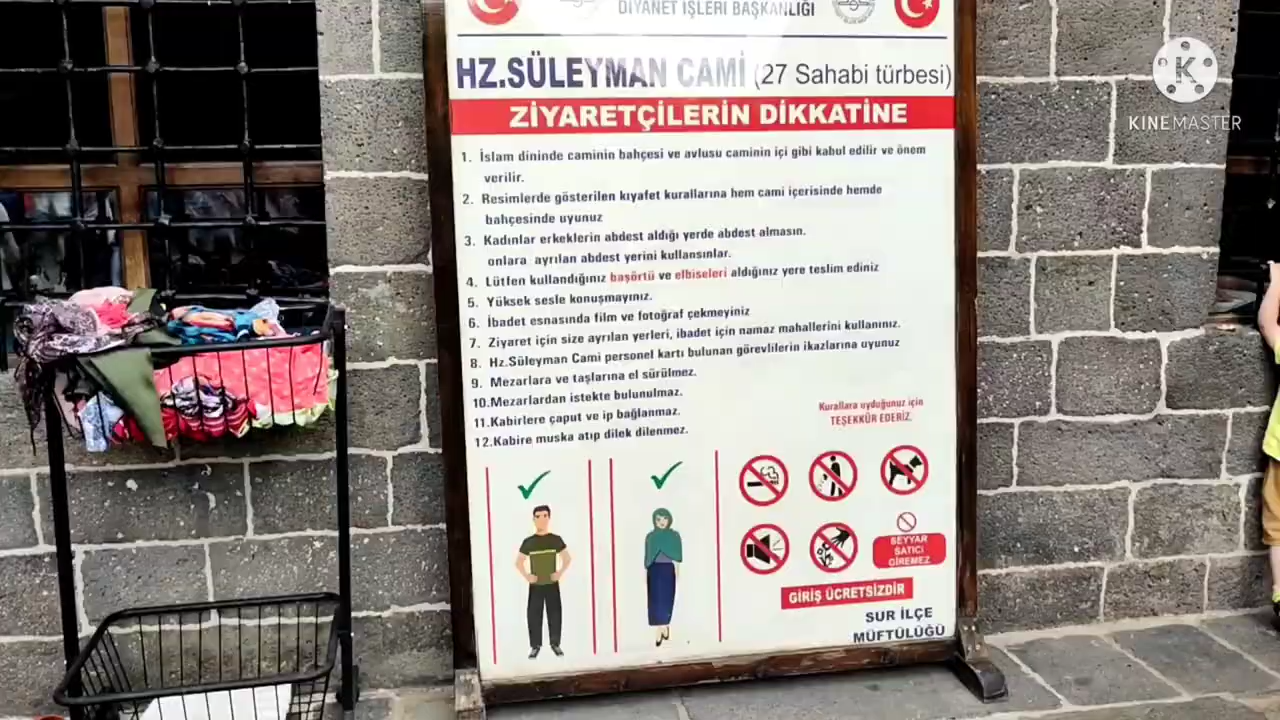 DİYANET İŞLERİ BAŞKANLIĞI
HZ.SÜLEYMAN CAMİ (27 Sahabi türbesi)
ZİYARETÇİLERİN DİKKATİNE
1. İslam dininde caminin bahçesi ve avlusu caminin içi gibi kabul edilir ve önem
verilir.
2. Resimlerde gösterilen kıyafet kurallarına hem cami içerisinde hemde
bahçesinde uyunuz
3. Kadınlar erkeklerin abdest aldığı yerde abdest almasın.
onlara ayrılan abdest yerini kullansınlar.
4. Lütfen kullandığınız başörtü ve elbiseleri aldığınız yere teslim ediniz
5. Yüksek sesle konuşmayınız.
6. İbadet esnasında film ve fotoğraf çekmeyiniz
7. Ziyaret için size ayrılan yerleri, ibadet için namaz mahallerini kullanınız.
8. Hz.Süleyman Cami personel kartı bulunan görevlilerin ikazlarına uyunuz
9. Mezarlara ve taşlarına el sürülmez.
10.Mezarlardan istekte bulunulmaz.
11.Kabirlere çaput ve ip bağlanmaz.
12.Kabire muska atıp dilek dilenmez.
Kurallara uyduğunuz için
TEŞEKKÜR EDERİZ.
SEYYAR
SATICI
GİREMEZ
GİRİŞ ÜCRETSİZDİR
SUR İLÇE
MÜFTÜLÜĞÜ
K
KINEMASTER